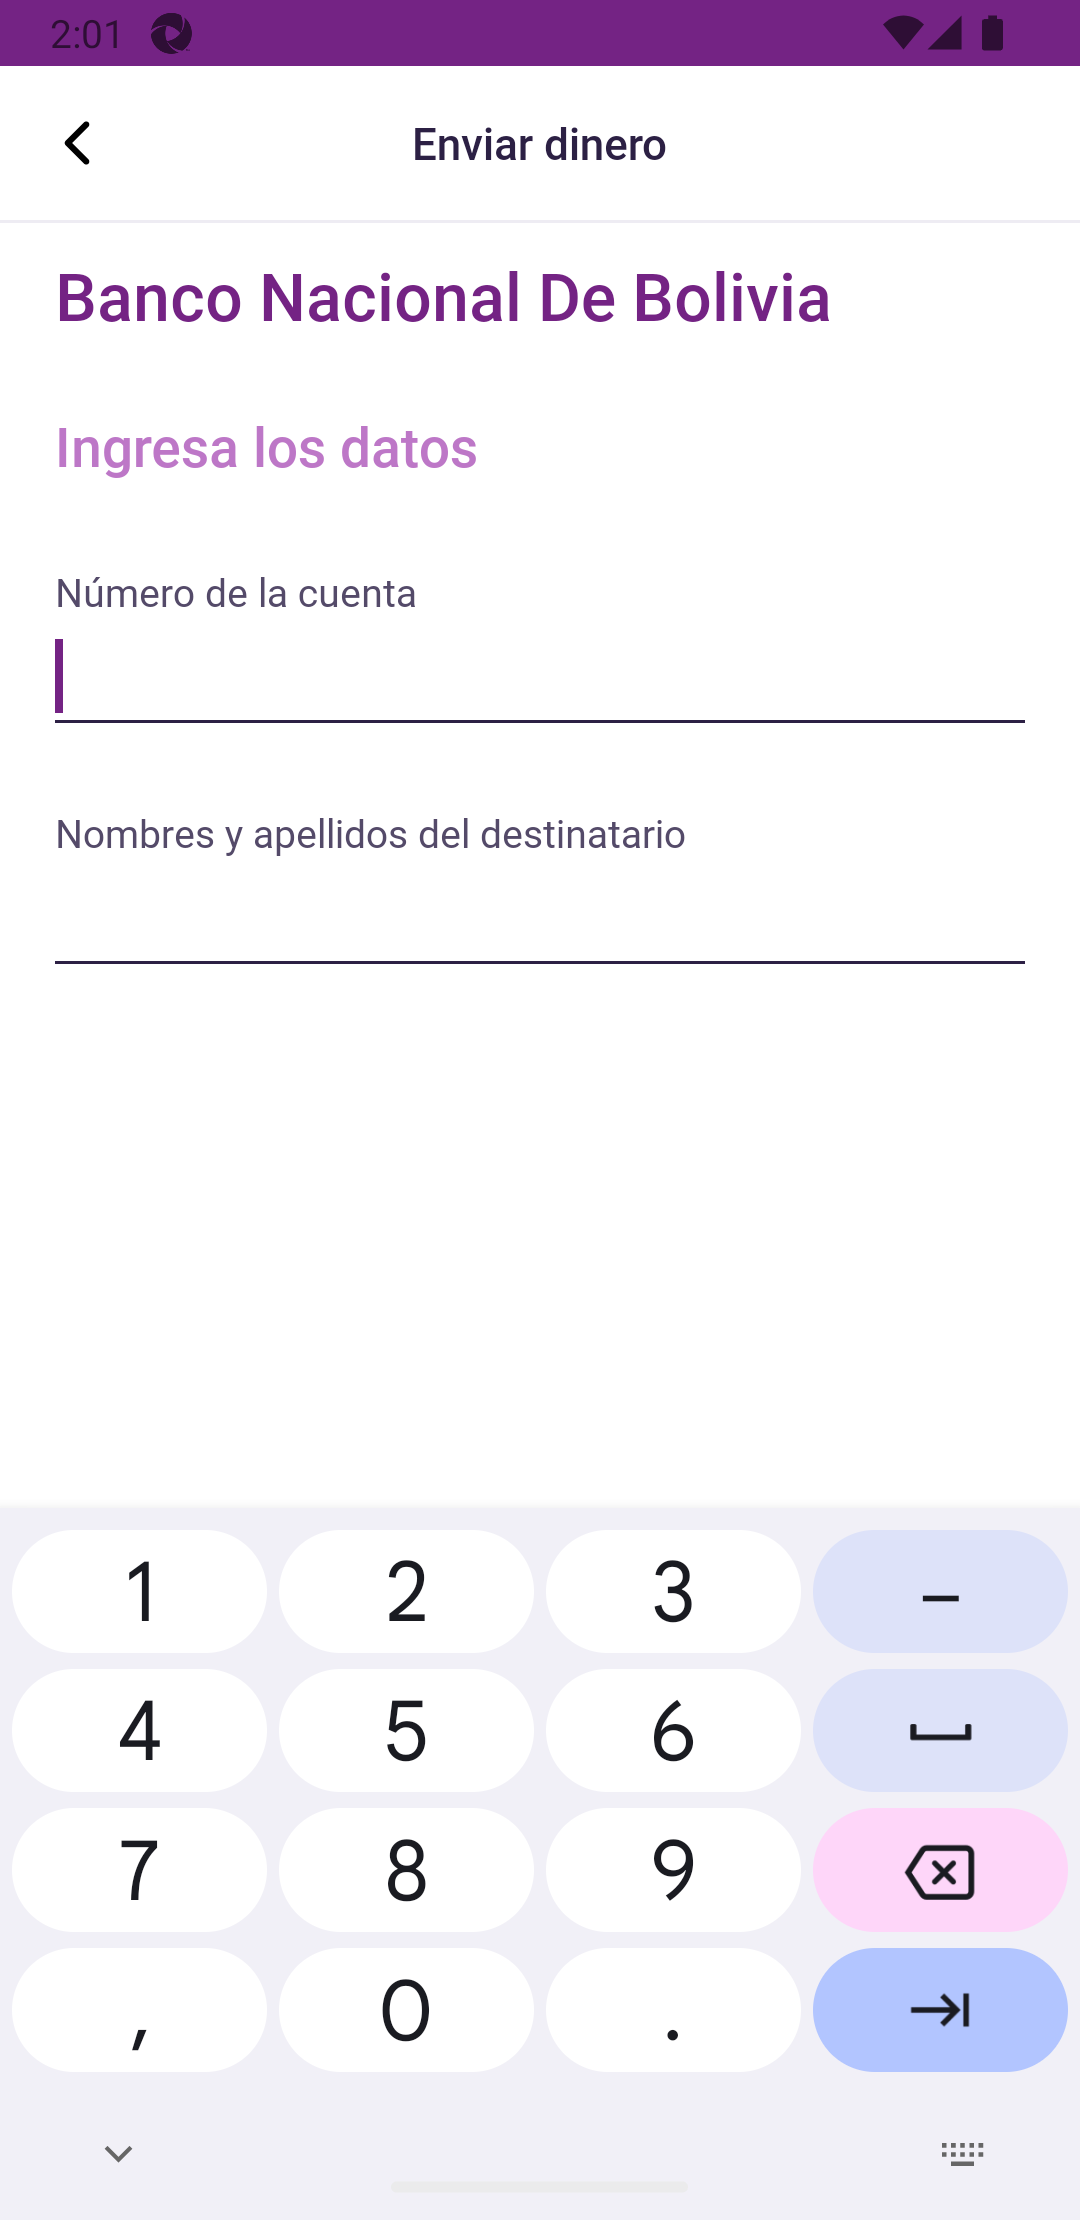 2:01
Enviar dinero
Banco Nacional De Bolivia
Ingresa los datos
Número de la cuenta
Nombres y apellidos del destinatario
1 2 3 –
4 5 6
7 8 9
, 0 .